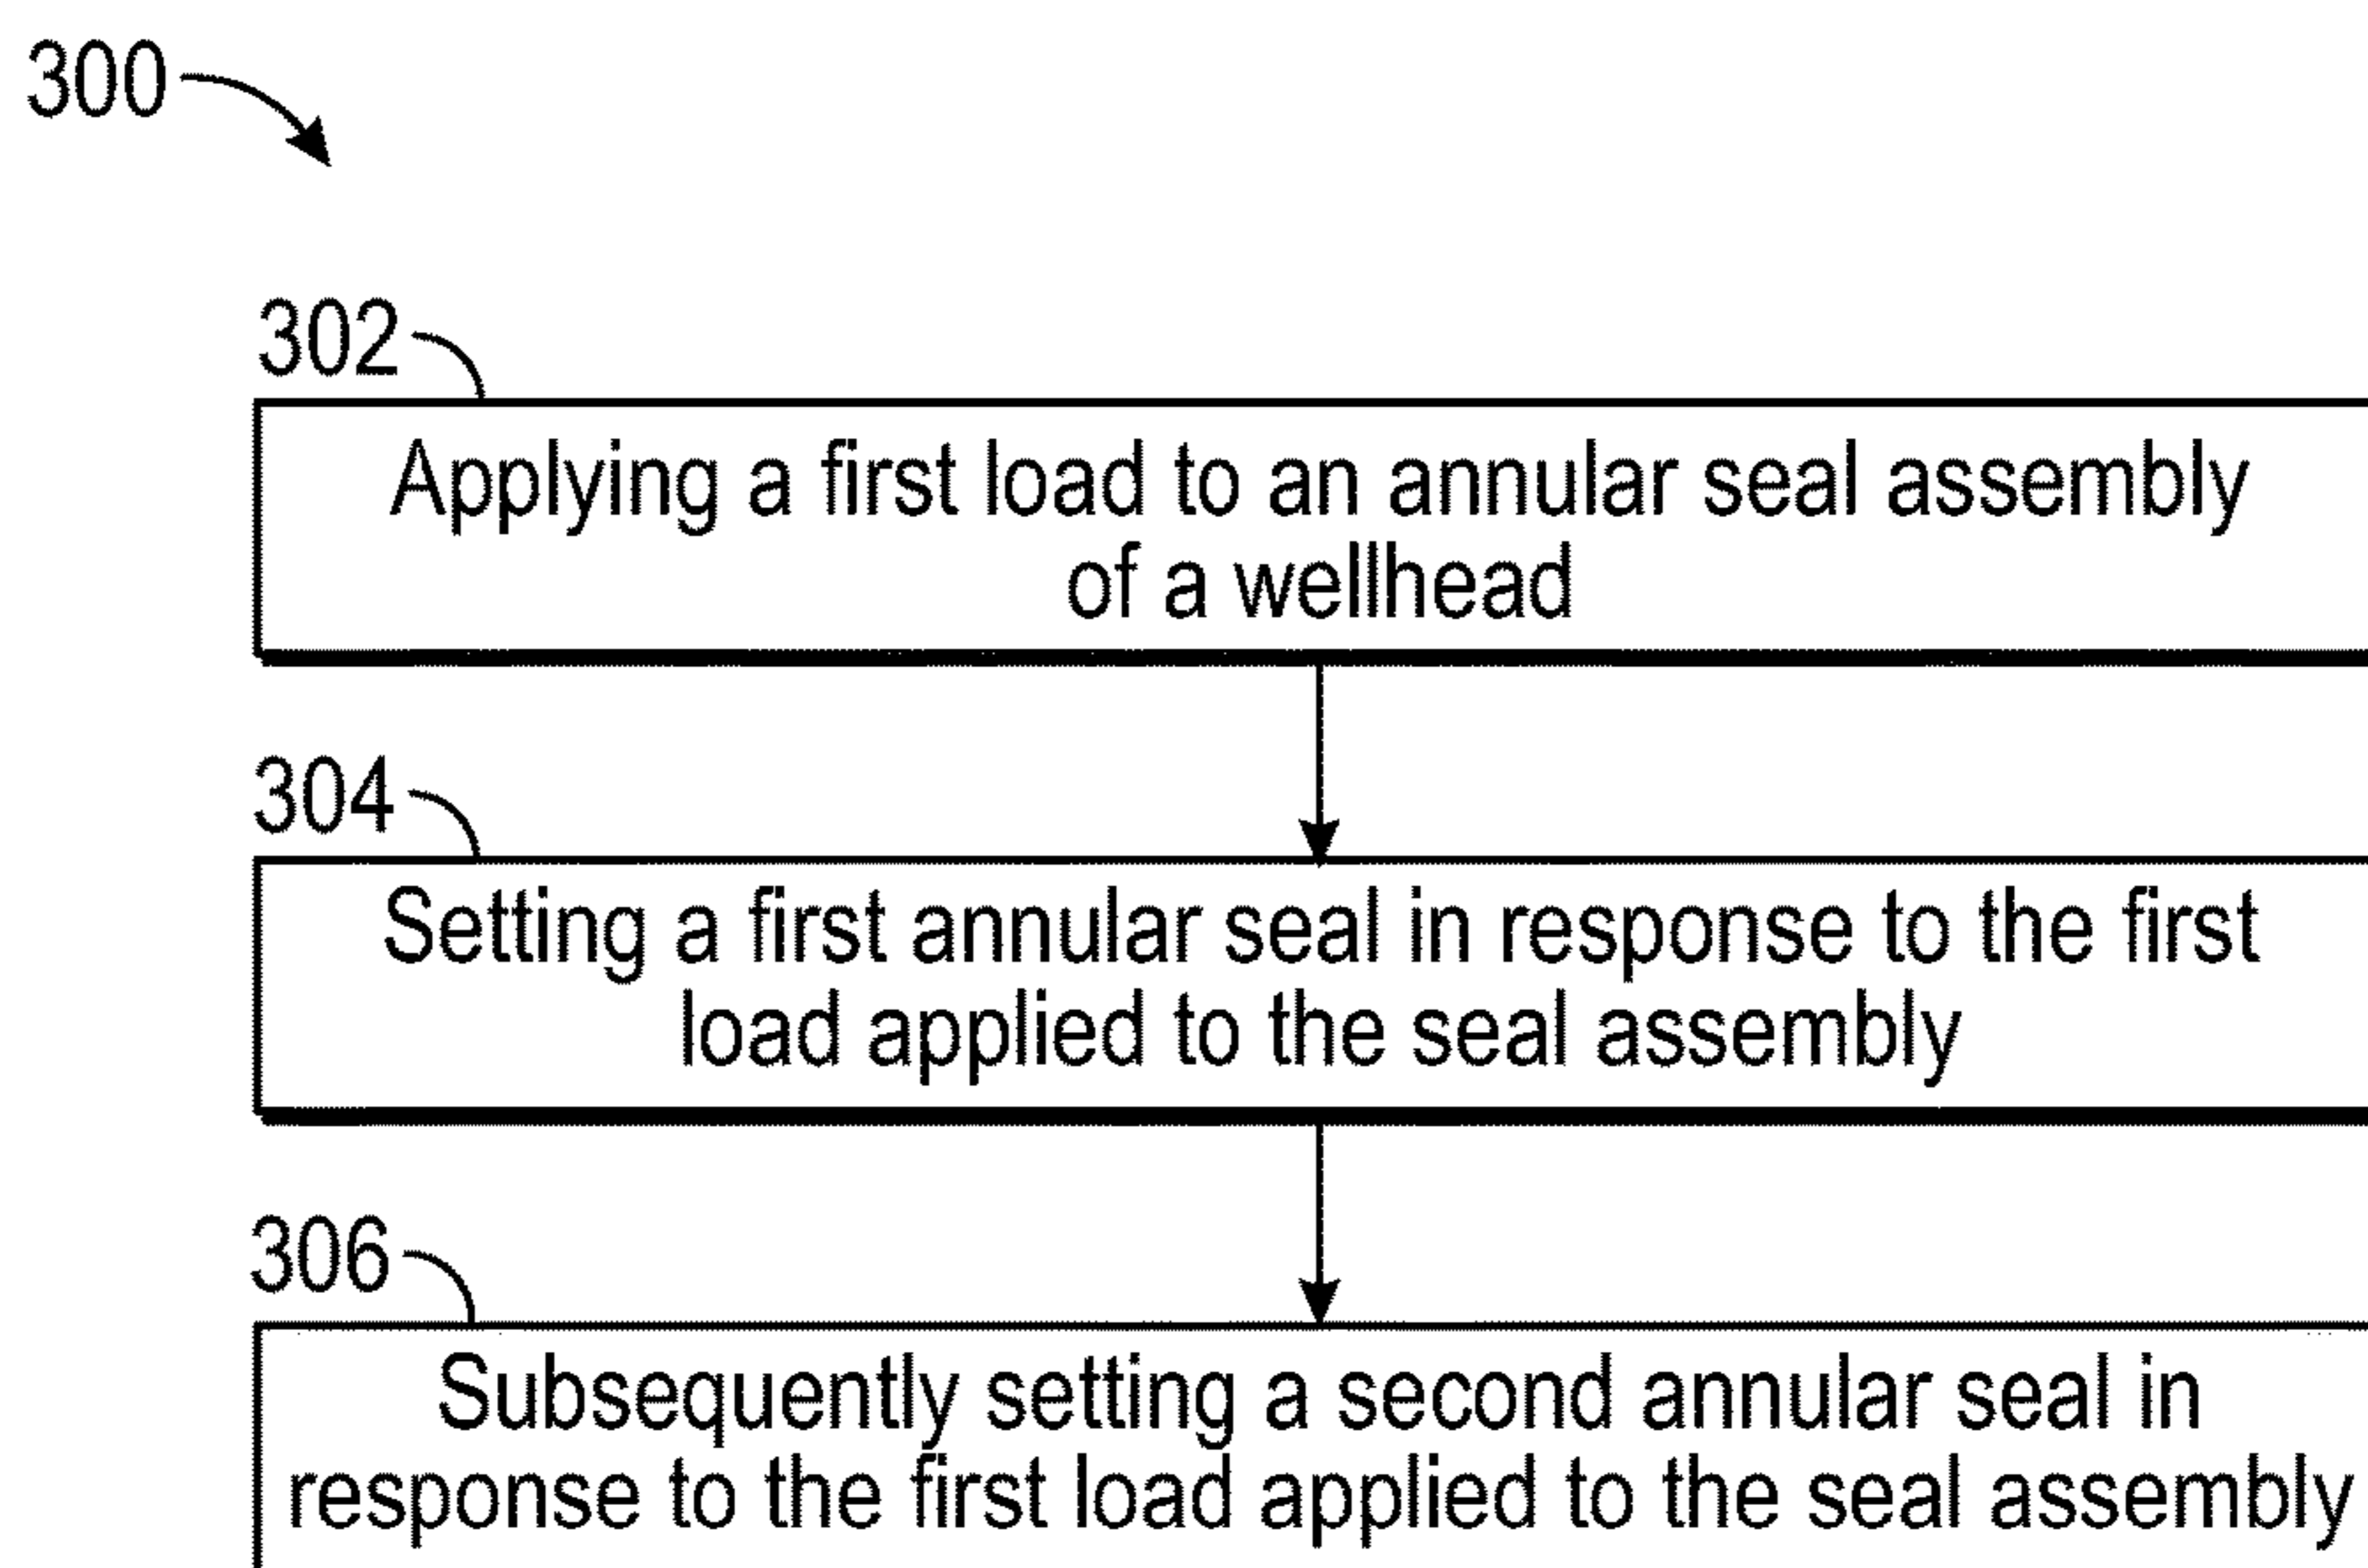 300
302
Applying a first load to an annular seal assembly
of a wellhead
304
Setting a first annular seal in response to the first
load applied to the seal assembly
306
Subsequently setting a second annular seal in
response to the first load applied to the seal assembly